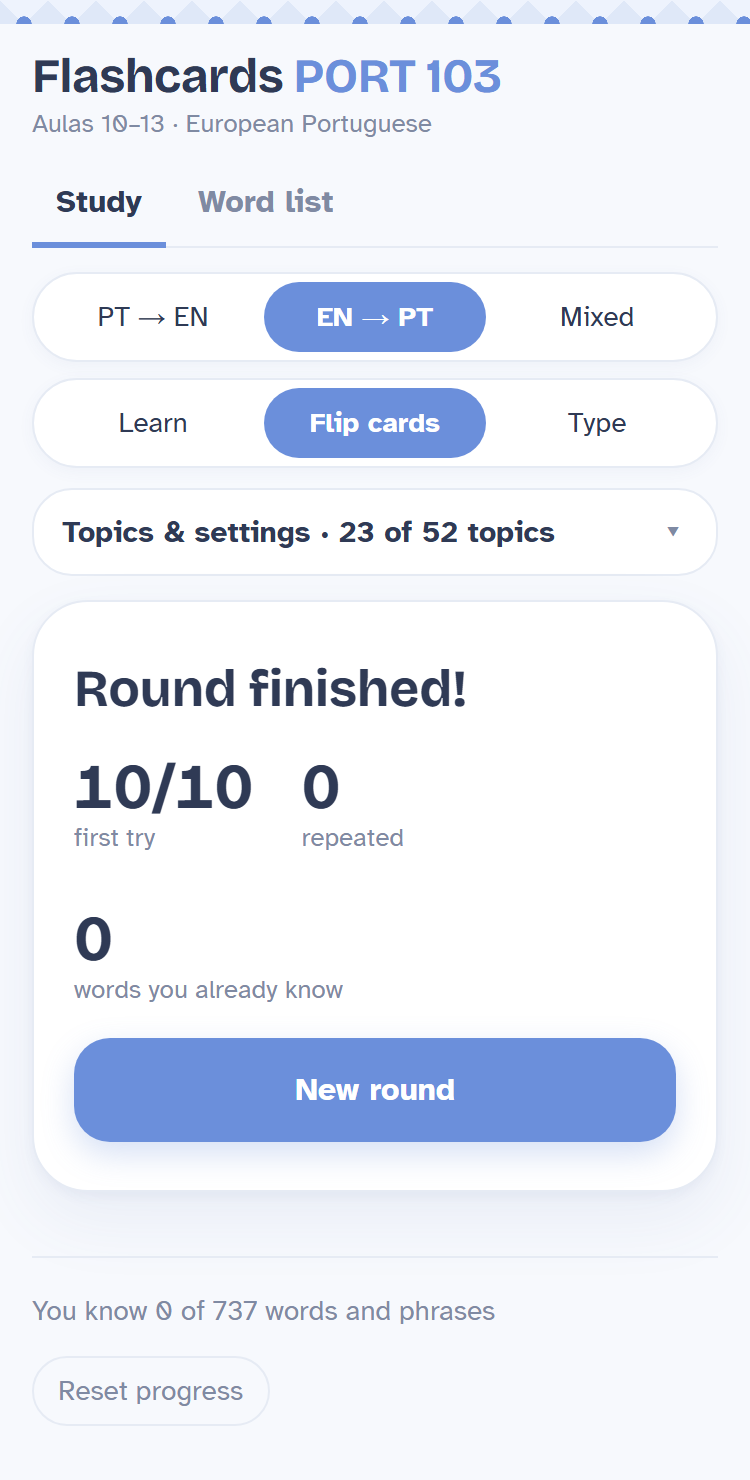 Flashcards PORT 103
Aulas 10–13 · European Portuguese
Study Word list
PT → EN EN → PT Mixed
Learn Flip cards Type
Topics & settings · 23 of 52 topics ▼
Round finished!
10/10 0
first try repeated
0
words you already know
New round
You know 0 of 737 words and phrases
Reset progress